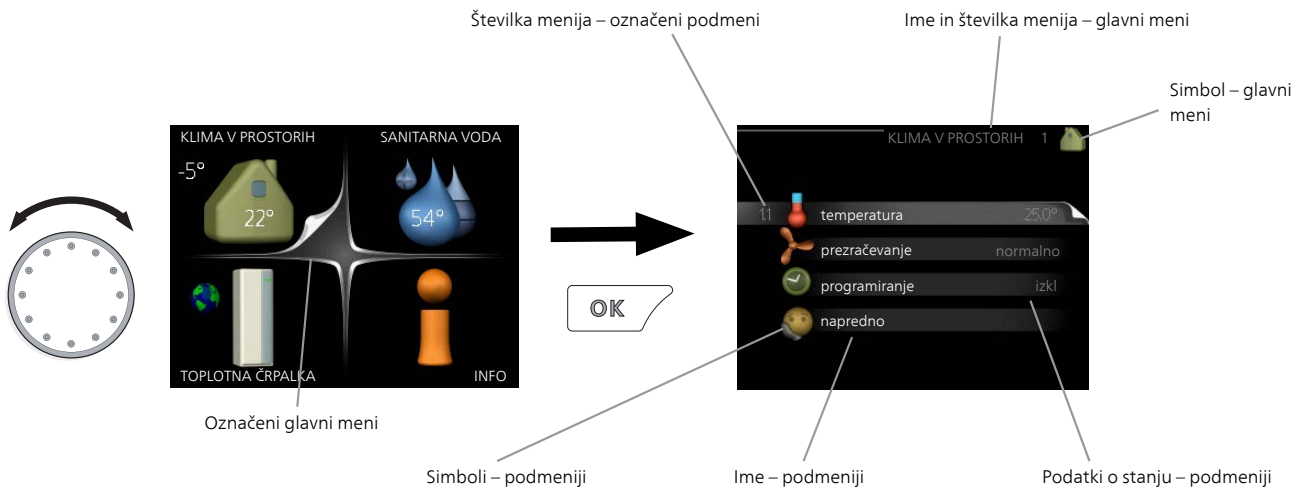 Številka menija – označeni podmeni
Ime in številka menija – glavni meni
Simbol – glavni
meni
KLIMA V PROSTORIH
SANITARNA VODA
-5°
22°
54°
TOPLOTNA ČRPALKA
INFO
OK
KLIMA V PROSTORIH 1
1.1 temperatura 25.0°
prezračevanje normalno
programiranje izkl
napredno
Označeni glavni meni
Simboli – podmeniji
Ime – podmeniji
Podatki o stanju – podmeniji